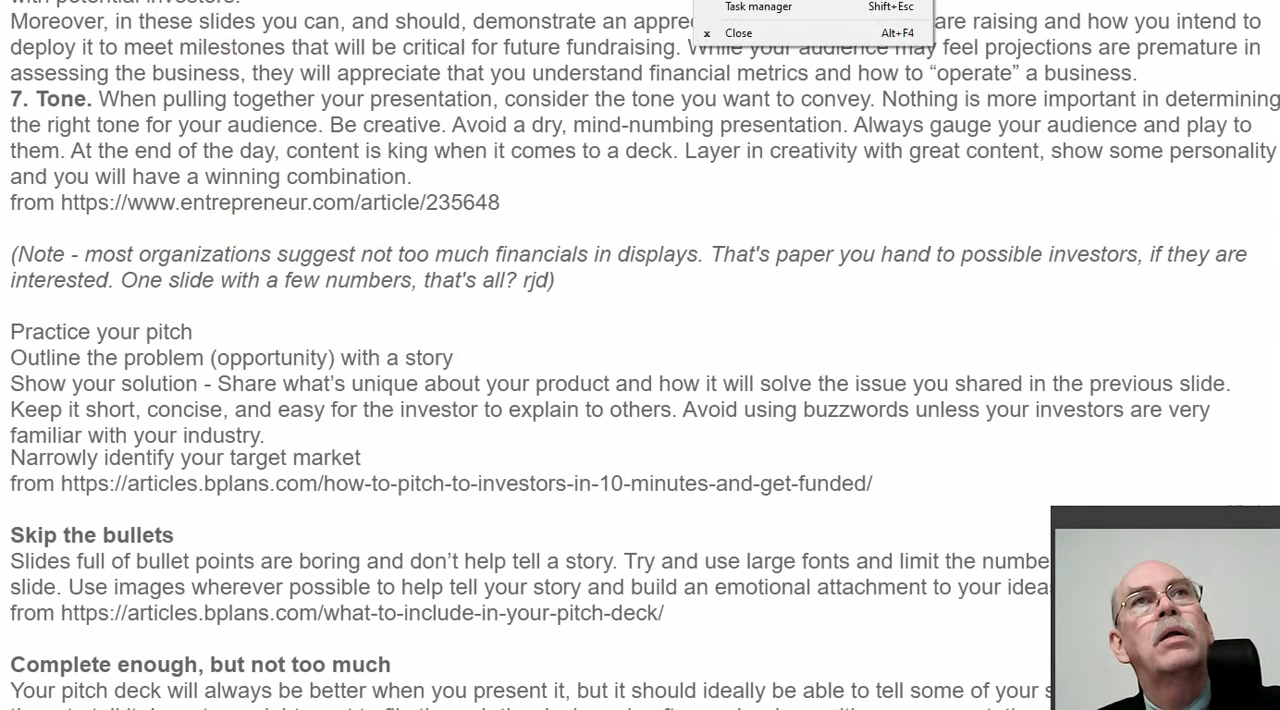 with potential investors.
Task manager Shift+Esc
Moreover, in these slides you can, and should, demonstrate an are raising and how you intend to
x Close Alt+F4
deploy it to meet milestones that will be critical for future fundraising. While your audience may feel projections are premature in
assessing the business, they will appreciate that you understand financial metrics and how to “operate” a business.
7. Tone. When pulling together your presentation, consider the tone you want to convey. Nothing is more important in determining
the right tone for your audience. Be creative. Avoid a dry, mind-numbing presentation. Always gauge your audience and play to
them. At the end of the day, content is king when it comes to a deck. Layer in creativity with great content, show some personality
and you will have a winning combination.
from https://www.entrepreneur.com/article/235648
(Note - most organizations suggest not too much financials in displays. That's paper you hand to possible investors, if they are
interested. One slide with a few numbers, that's all? rjd)
Practice your pitch
Outline the problem (opportunity) with a story
Show your solution - Share what’s unique about your product and how it will solve the issue you shared in the previous slide.
Keep it short, concise, and easy for the investor to explain to others. Avoid using buzzwords unless your investors are very
familiar with your industry.
Narrowly identify your target market
from https://articles.bplans.com/how-to-pitch-to-investors-in-10-minutes-and-get-funded/
Skip the bullets
Slides full of bullet points are boring and don’t help tell a story. Try and use large fonts and limit the
slide. Use images wherever possible to help tell your story and build an emotional attachment to your
from https://articles.bplans.com/what-to-include-in-your-pitch-deck/
Complete enough, but not too much
Your pitch deck will always be better when you present it, but it should ideally be able to tell some of your